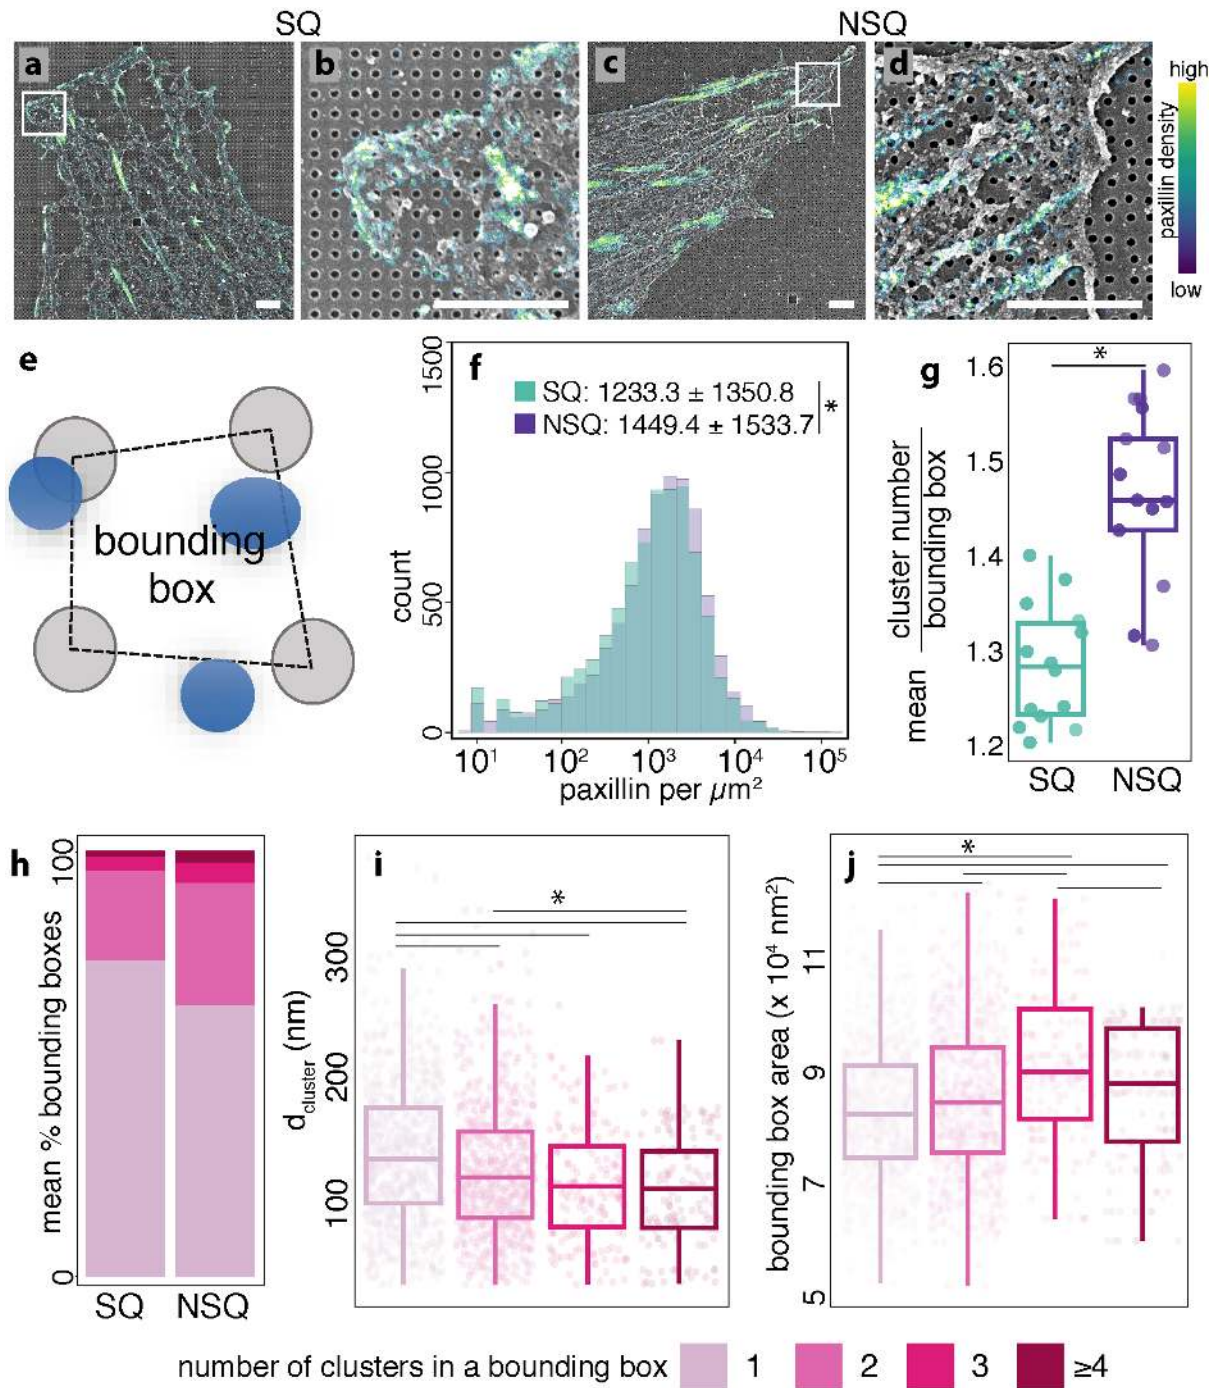 SQ
NSQ
a
b
c
d
high
paxillin density
low
e
bounding
box
f
1500
1000
500
0
count
SQ: 1233.3 ± 1350.8
NSQ: 1449.4 ± 1533.7
*
10¹
10²
10³
10⁴
10⁵
paxillin per μm²
g
*
1.6
1.5
1.4
1.3
1.2
mean
cluster number
bounding box
SQ
NSQ
h
100
0
mean % bounding boxes
SQ
NSQ
i
*
300
200
100
d_cluster (nm)
j
*
11
9
7
5
bounding box area (x 10⁴ nm²)
number of clusters in a bounding box
1
2
3
≥4